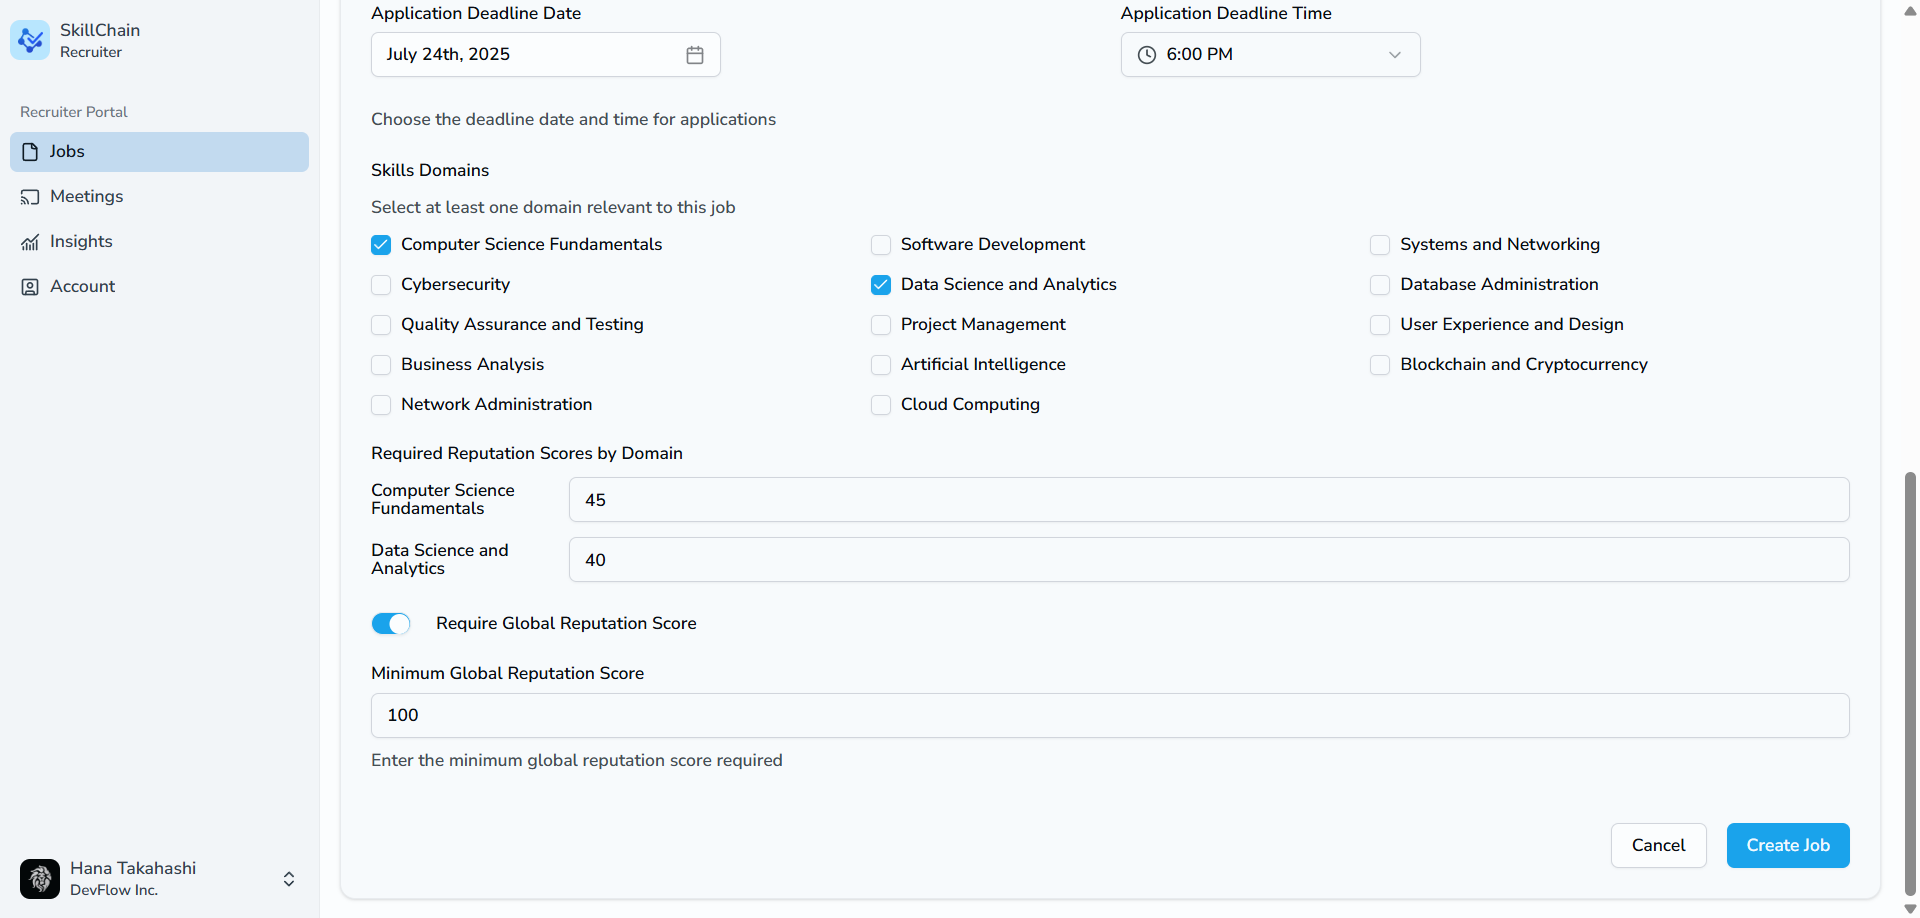 SkillChain
Recruiter
Recruiter Portal
Jobs
Meetings
Insights
Account
Hana Takahashi
DevFlow Inc.
Application Deadline Date
Application Deadline Time
July 24th, 2025
6:00 PM
Choose the deadline date and time for applications
Skills Domains
Select at least one domain relevant to this job
Computer Science Fundamentals
Software Development
Systems and Networking
Cybersecurity
Data Science and Analytics
Database Administration
Quality Assurance and Testing
Project Management
User Experience and Design
Business Analysis
Artificial Intelligence
Blockchain and Cryptocurrency
Network Administration
Cloud Computing
Required Reputation Scores by Domain
Computer Science
Fundamentals
45
Data Science and
Analytics
40
Require Global Reputation Score
Minimum Global Reputation Score
100
Enter the minimum global reputation score required
Cancel
Create Job